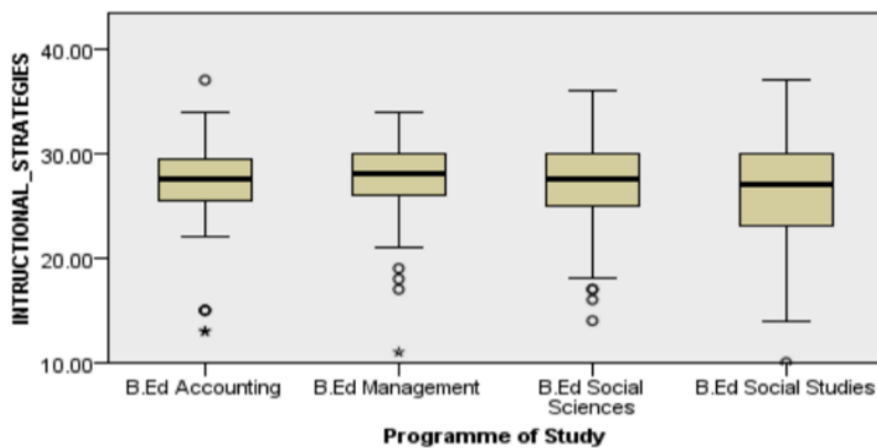 INTRUCTIONAL_STRATEGIES
40.00
30.00
20.00
10.00
B.Ed Accounting
B.Ed Management
B.Ed Social
Sciences
B.Ed Social Studies
Programme of Study